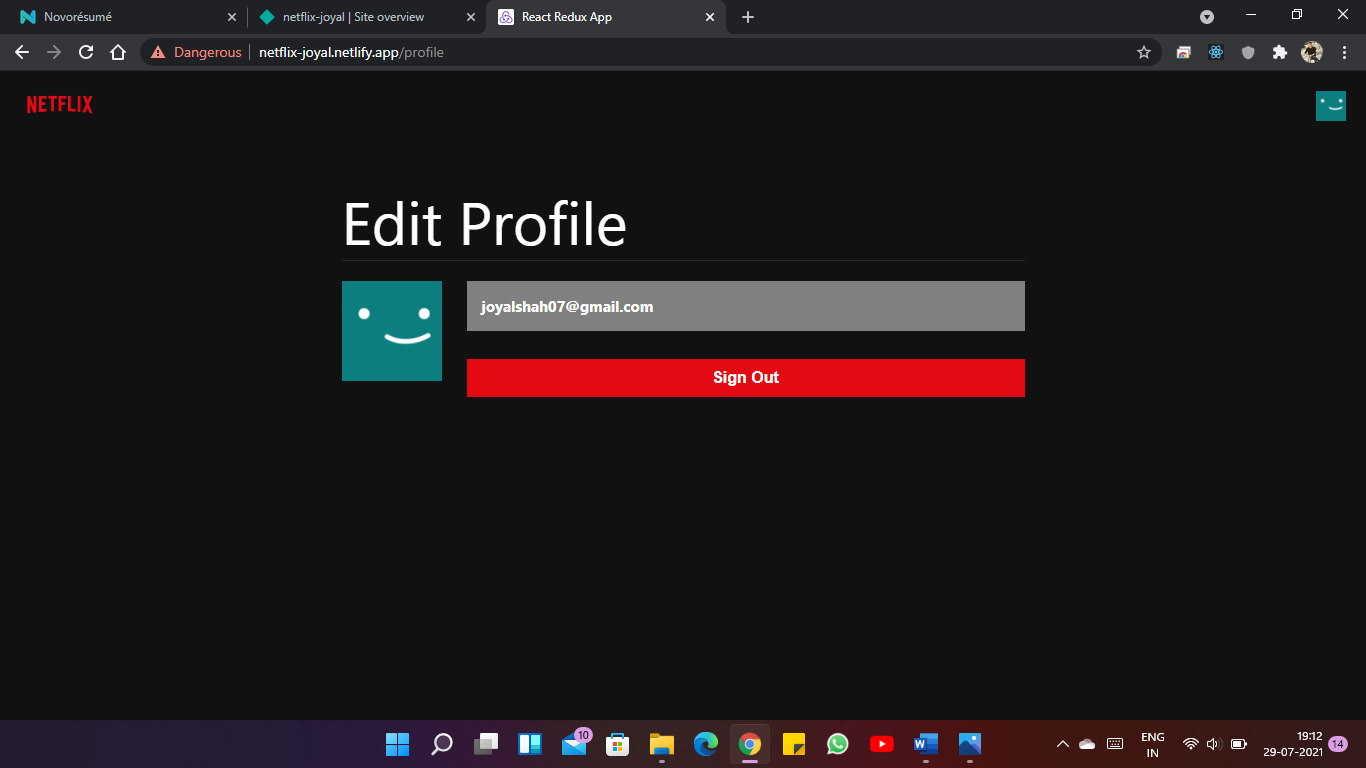 Novorésumé
netflix-joyal | Site overview
React Redux App
Dangerous
netflix-joyal.netlify.app/profile
NETFLIX
Edit Profile
joyalshah07@gmail.com
Sign Out
10
ENG
IN
19:12
29-07-2021
14